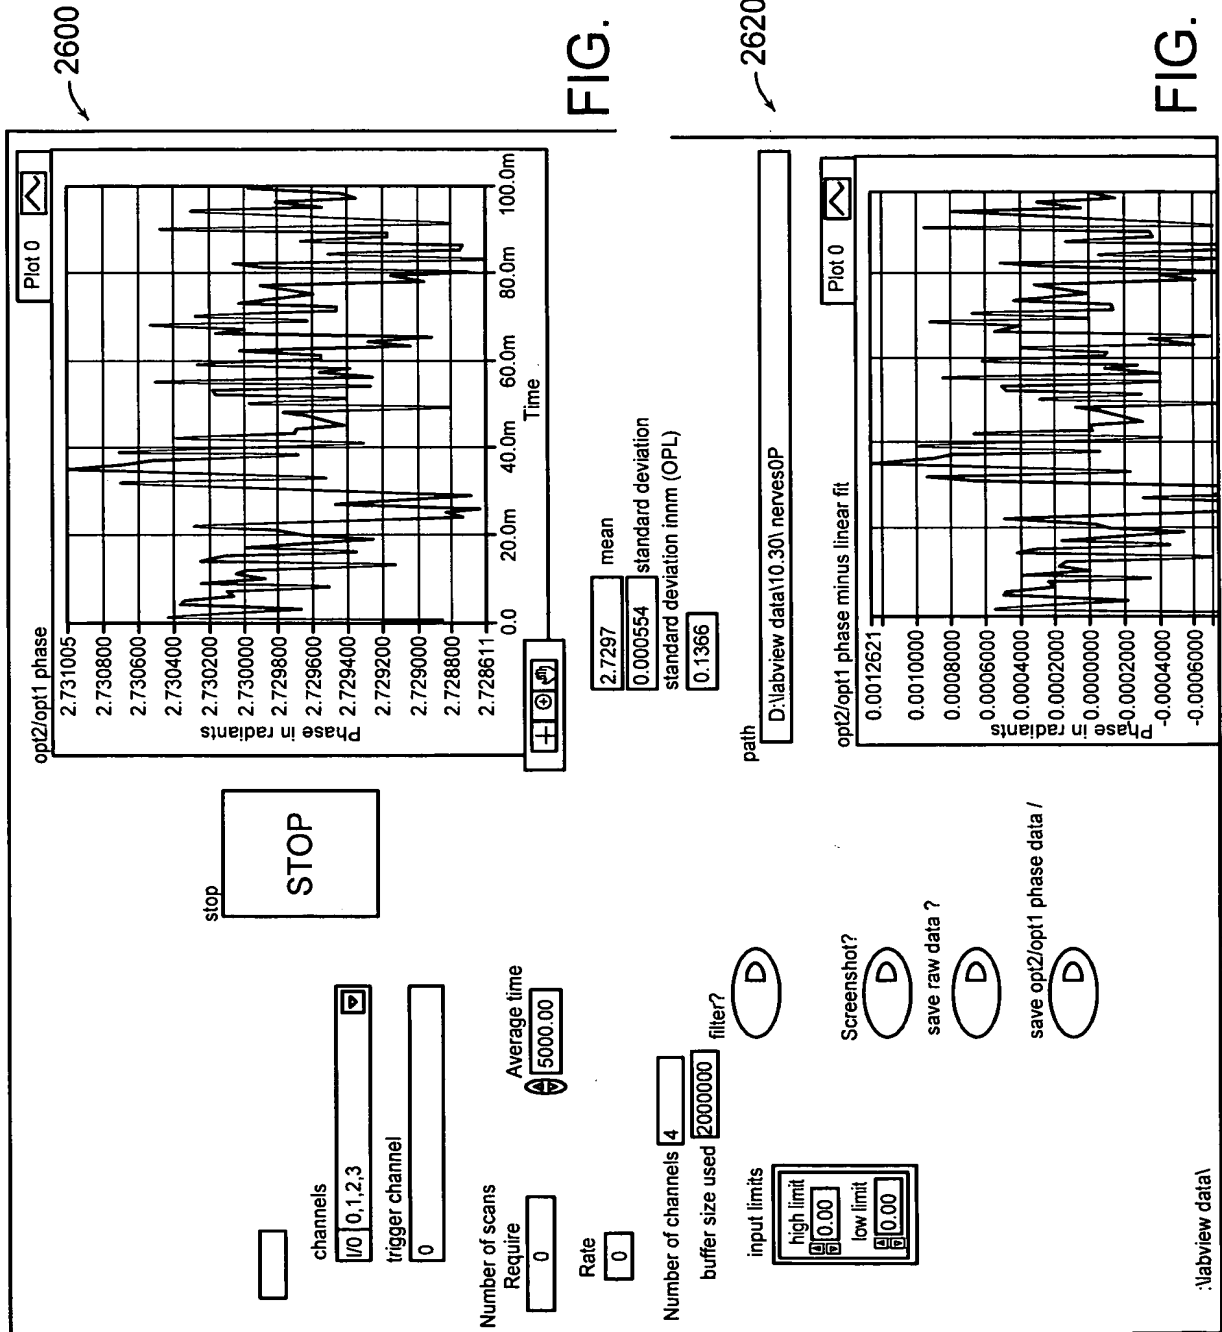 2600
FIG.
opt2/opt1 phase
Plot 0
Phase in radiants
2.731005
2.730800
2.730600
2.730400
2.730200
2.730000
2.729800
2.729600
2.729400
2.729200
2.729000
2.728800
2.728611
0.0
20.0m
40.0m
60.0m
80.0m
100.0m
Time
stop
STOP
channels
I/0
0,1,2,3
trigger channel
0
Number of scans
Require
0
Average time
5000.00
Rate
0
2.7297
mean
0.000554
standard deviation
standard deviation innm (OPL)
0.1366
2620
FIG.
Number of channels
4
buffer size used
2000000
filter?
input limits
high limit
0.00
low limit
0.00
Screenshot?
save raw data ?
save opt2/opt1 phase data /
:\labview data\
path
D:\labview data\10.30\ nerves0P
opt2/opt1 phase minus linear fit
Plot 0
Phase in radiants
0.0012621
0.0010000
0.0008000
0.0006000
0.0004000
0.0002000
0.0000000
-0.0002000
-0.0004000
-0.0006000